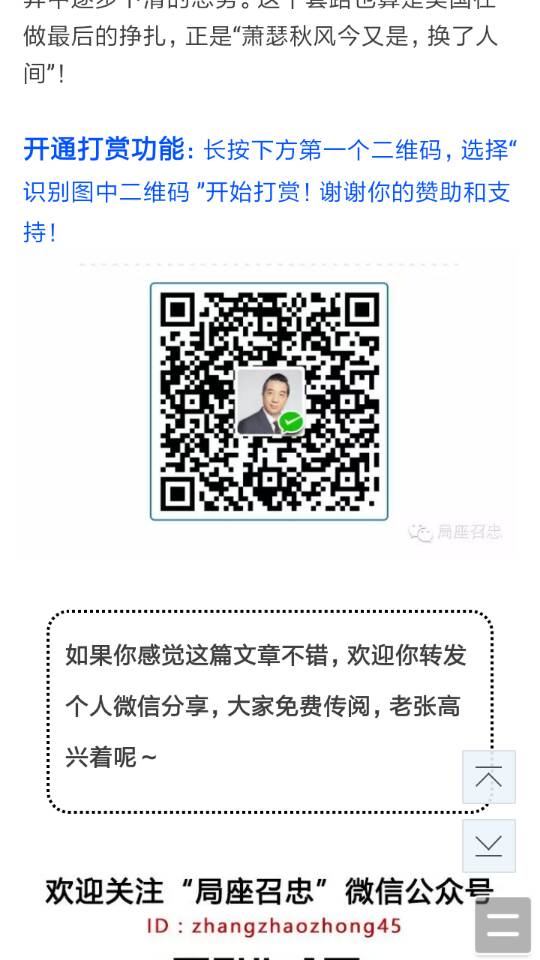 做最后的挣扎，正是“萧瑟秋风今又是，换了人
间”！
开通打赏功能：长按下方第一个二维码，选择“
识别图中二维码 ”开始打赏！谢谢你的赞助和支
持！
局座召忠
如果你感觉这篇文章不错，欢迎你转发
个人微信分享，大家免费传阅，老张高
兴着呢～
欢迎关注“局座召忠”微信公众号
ID：zhangzhaozhong45